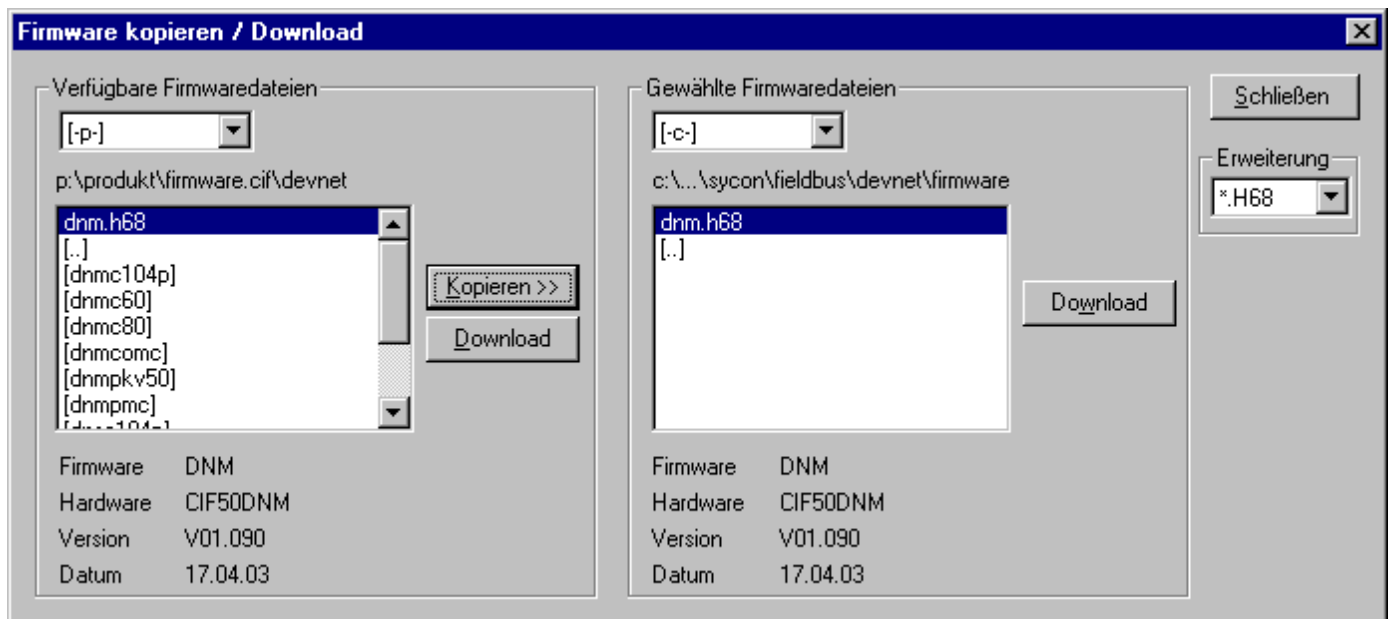 Firmware kopieren / Download
Verfügbare Firmwaredateien
[-p-]
p:\produkt\firmware.cif\devnet
dnm.h68
[..]
[dnmc104p]
[dnmc60]
[dnmc80]
[dnmcomc]
[dnmpkv50]
[dnmpmc]
Kopieren >>
Download
Firmware DNM
Hardware CIF50DNM
Version V01.090
Datum 17.04.03
Gewählte Firmwaredateien
[-c-]
c:\...\sycon\fieldbus\devnet\firmware
dnm.h68
[..]
Download
Firmware DNM
Hardware CIF50DNM
Version V01.090
Datum 17.04.03
Schließen
Erweiterung
*.H68